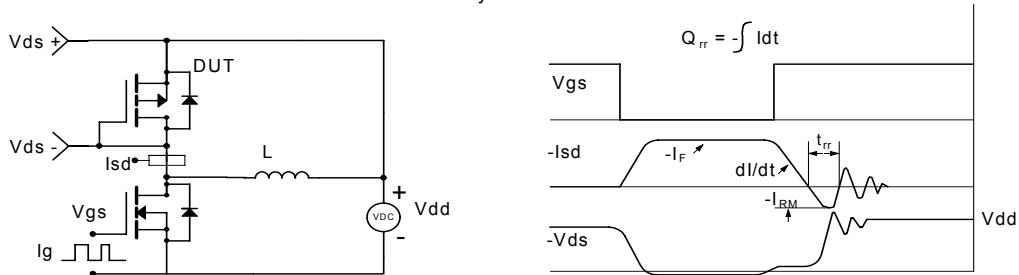 Vds +
DUT
Vds -
Isd
L
Vgs
Ig
+
VDC
-
Vdd
Q rr = -∫ Idt
Vgs
-Isd
-I F
dI/dt
t rr
-I RM
Vdd
-Vds